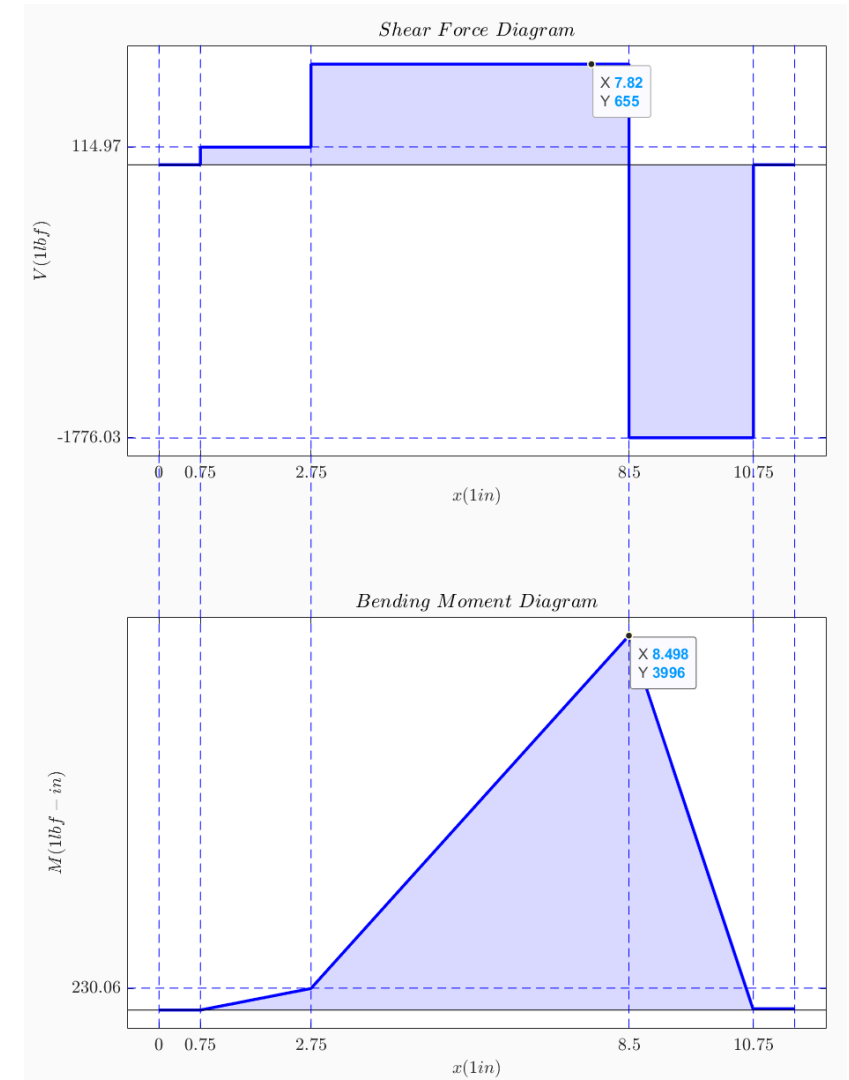 Shear Force Diagram
X 7.82
Y 655
114.97
V(1lbf)
-1776.03
0 0.75 2.75 8.5 10.75
x(1in)
Bending Moment Diagram
X 8.498
Y 3996
M(1lbf − in)
230.06
0 0.75 2.75 8.5 10.75
x(1in)